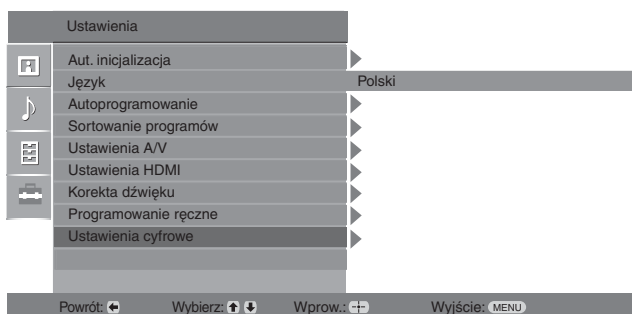 Ustawienia
Aut. inicjalizacja
Język Polski
Autoprogramowanie
Sortowanie programów
Ustawienia A/V
Ustawienia HDMI
Korekta dźwięku
Programowanie ręczne
Ustawienia cyfrowe
Powrót: Wybierz: Wprow.: Wyjście: MENU